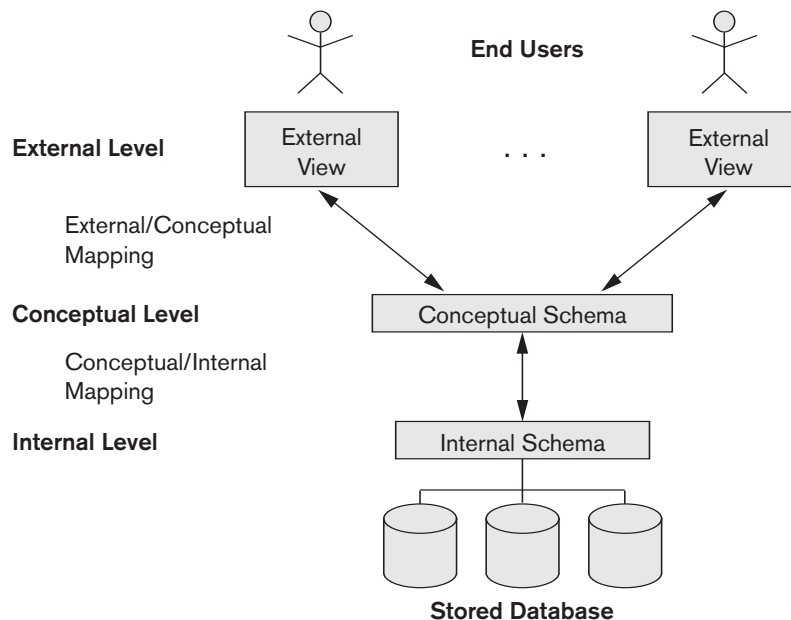 End Users
External Level
External
View
. . .
External
View
External/Conceptual
Mapping
Conceptual Level
Conceptual Schema
Conceptual/Internal
Mapping
Internal Level
Internal Schema
Stored Database